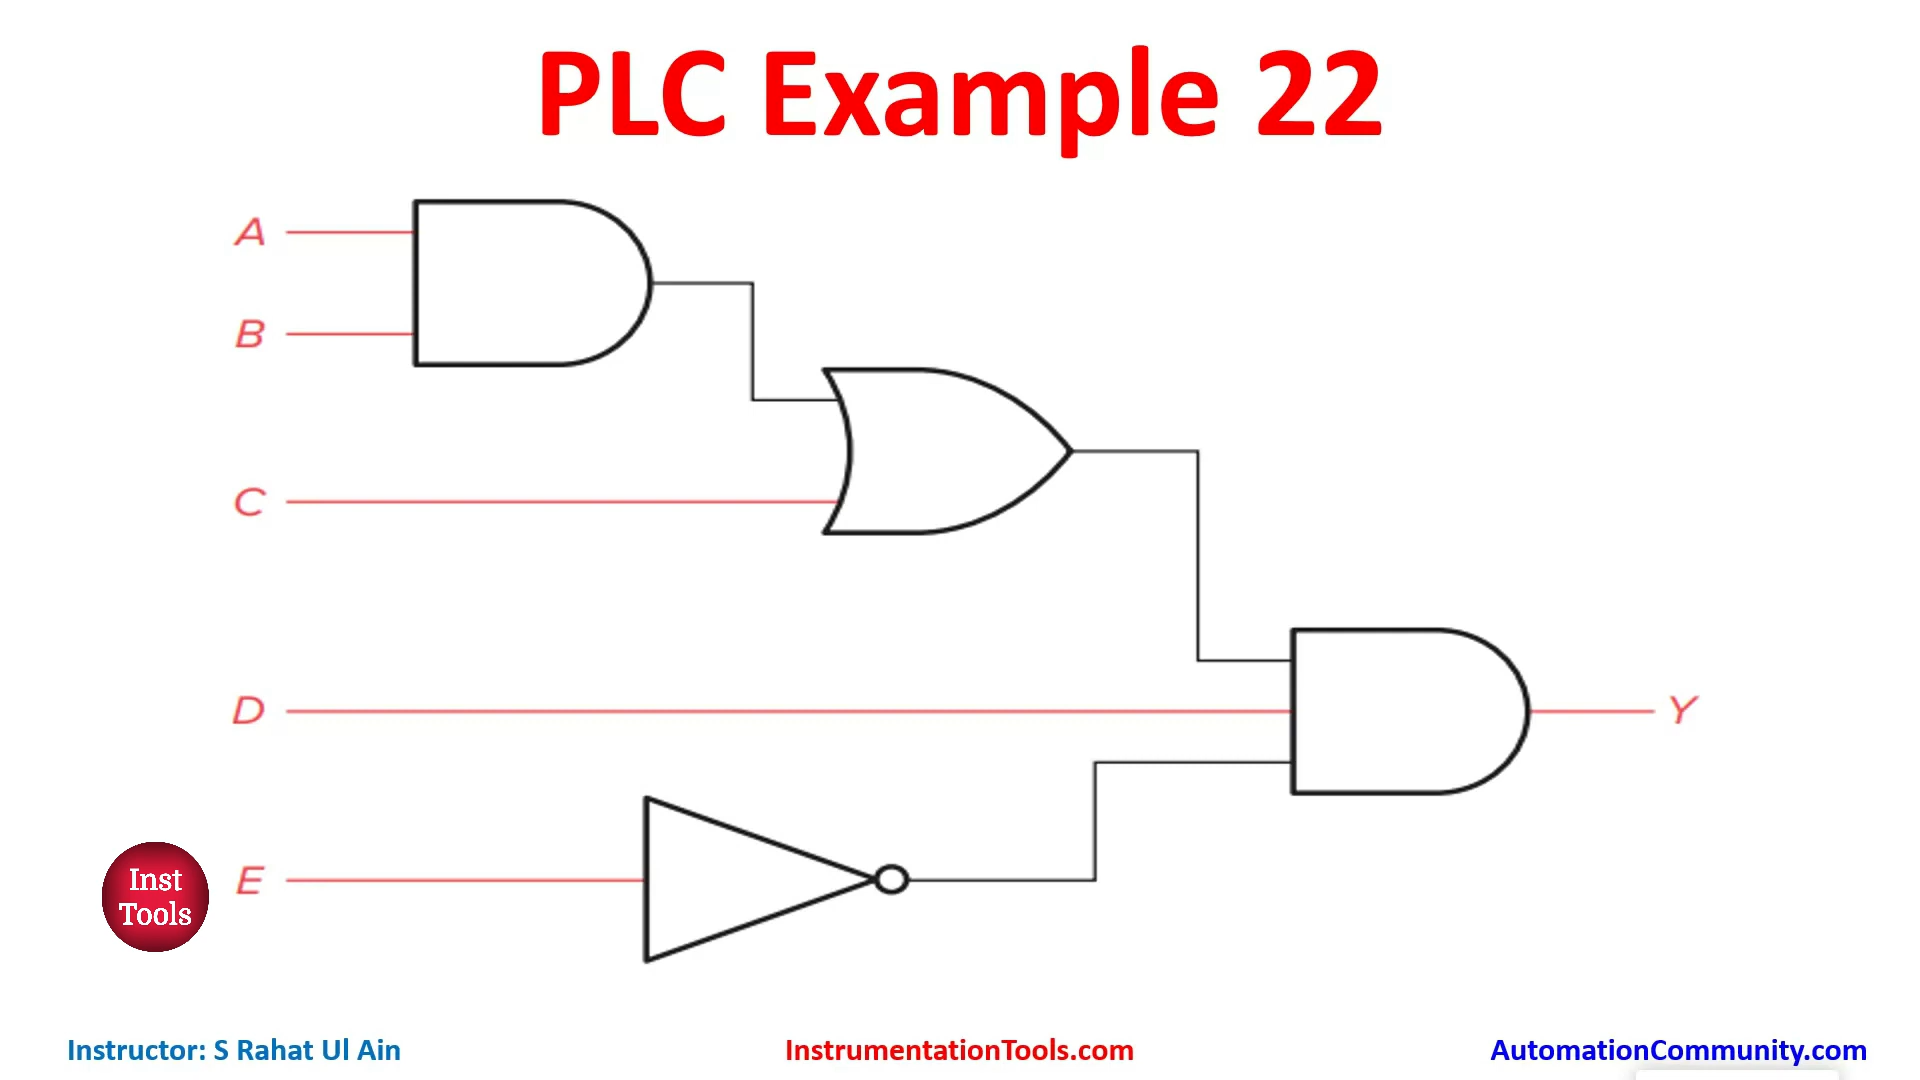 PLC Example 22
A
B
C
D
Y
E
Inst
Tools
Instructor: S Rahat Ul Ain
InstrumentationTools.com
AutomationCommunity.com